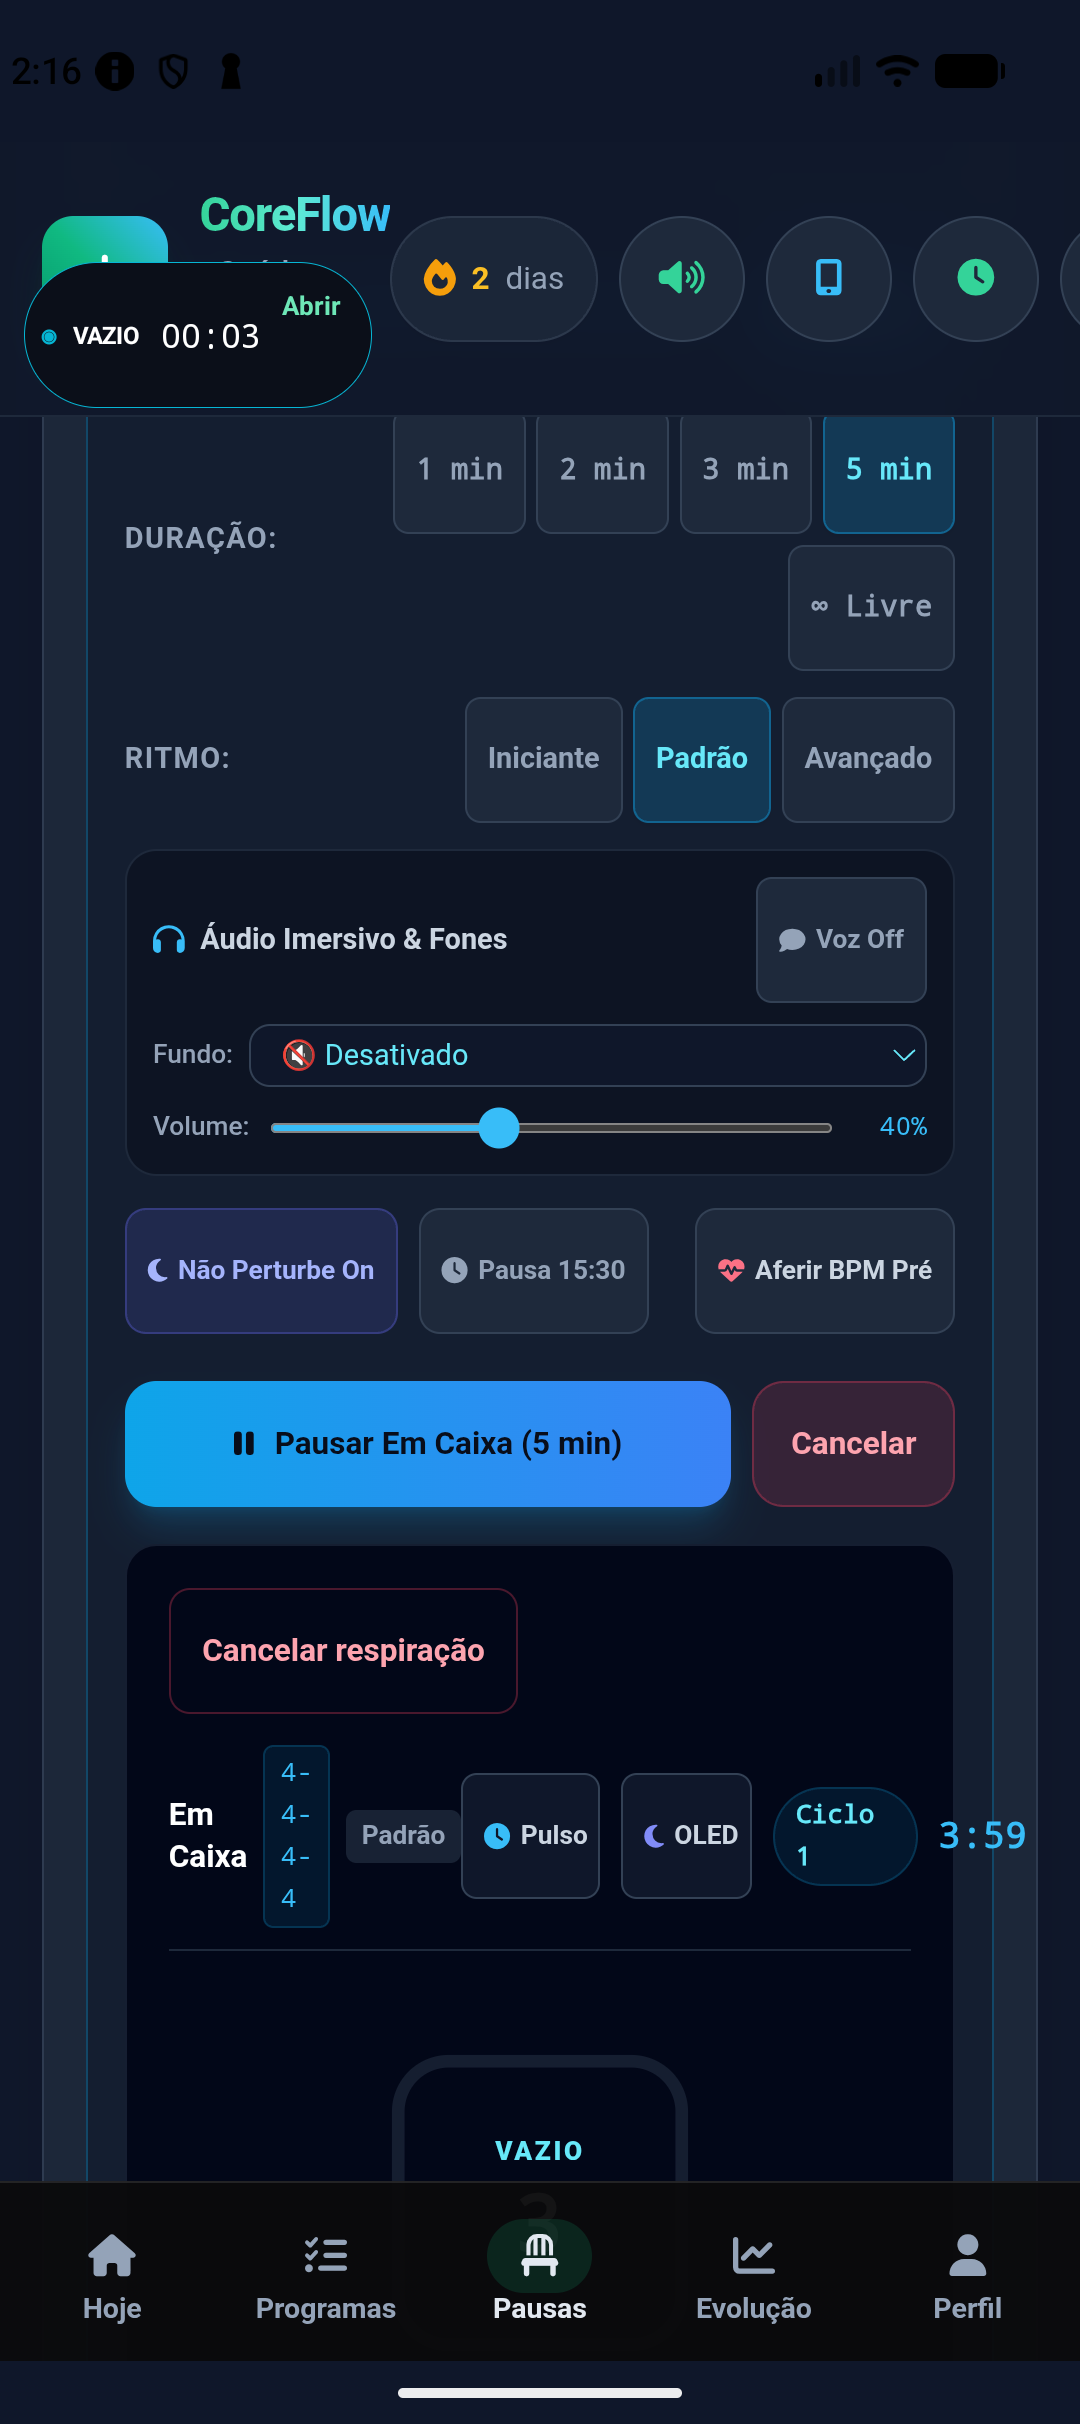 2:16
CoreFlow
2 dias
VAZIO 00:03 Abrir
1 min 2 min 3 min 5 min
DURAÇÃO:
∞ Livre
RITMO: Iniciante Padrão Avançado
Áudio Imersivo & Fones Voz Off
Fundo: Desativado
Volume: 40%
Não Perturbe On Pausa 15:30 Aferir BPM Pré
Pausar Em Caixa (5 min) Cancelar
Cancelar respiração
Em
Caixa
4-
4-
4-
4
Padrão Pulso OLED
Ciclo
1
3:59
VAZIO
3
Hoje Programas Pausas Evolução Perfil